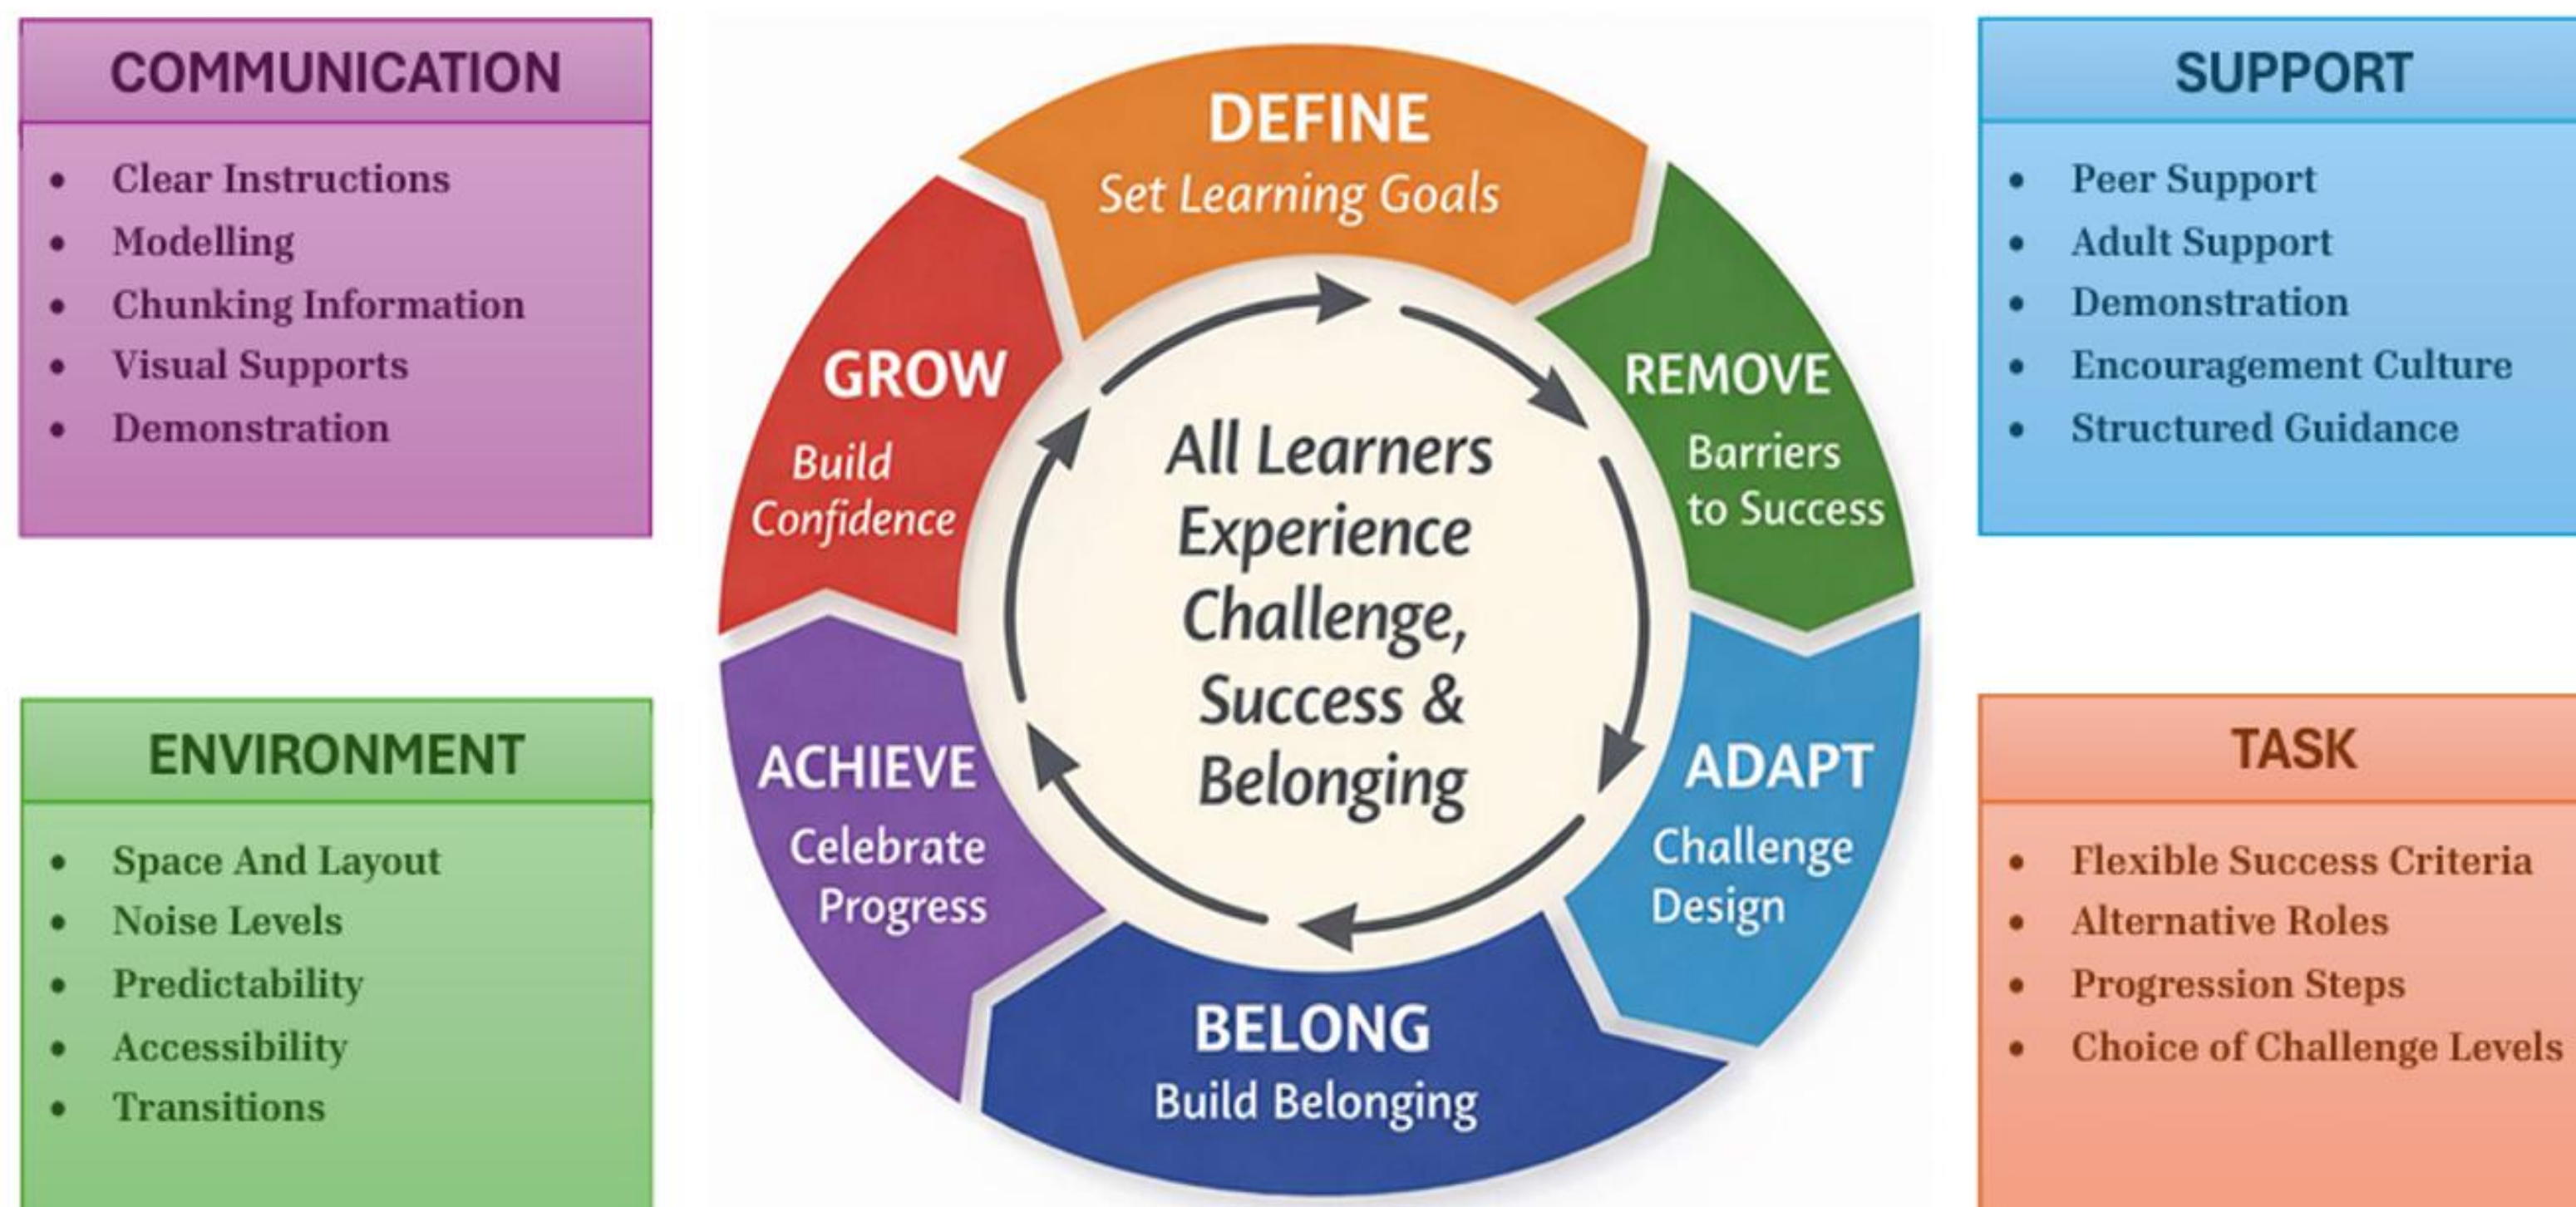 COMMUNICATION
• Clear Instructions
• Modelling
• Chunking Information
• Visual Supports
• Demonstration
ENVIRONMENT
• Space And Layout
• Noise Levels
• Predictability
• Accessibility
• Transitions
DEFINE
Set Learning Goals
REMOVE
Barriers
to Success
ADAPT
Challenge
Design
BELONG
Build Belonging
ACHIEVE
Celebrate
Progress
GROW
Build
Confidence
All Learners
Experience
Challenge,
Success &
Belonging
SUPPORT
• Peer Support
• Adult Support
• Demonstration
• Encouragement Culture
• Structured Guidance
TASK
• Flexible Success Criteria
• Alternative Roles
• Progression Steps
• Choice of Challenge Levels